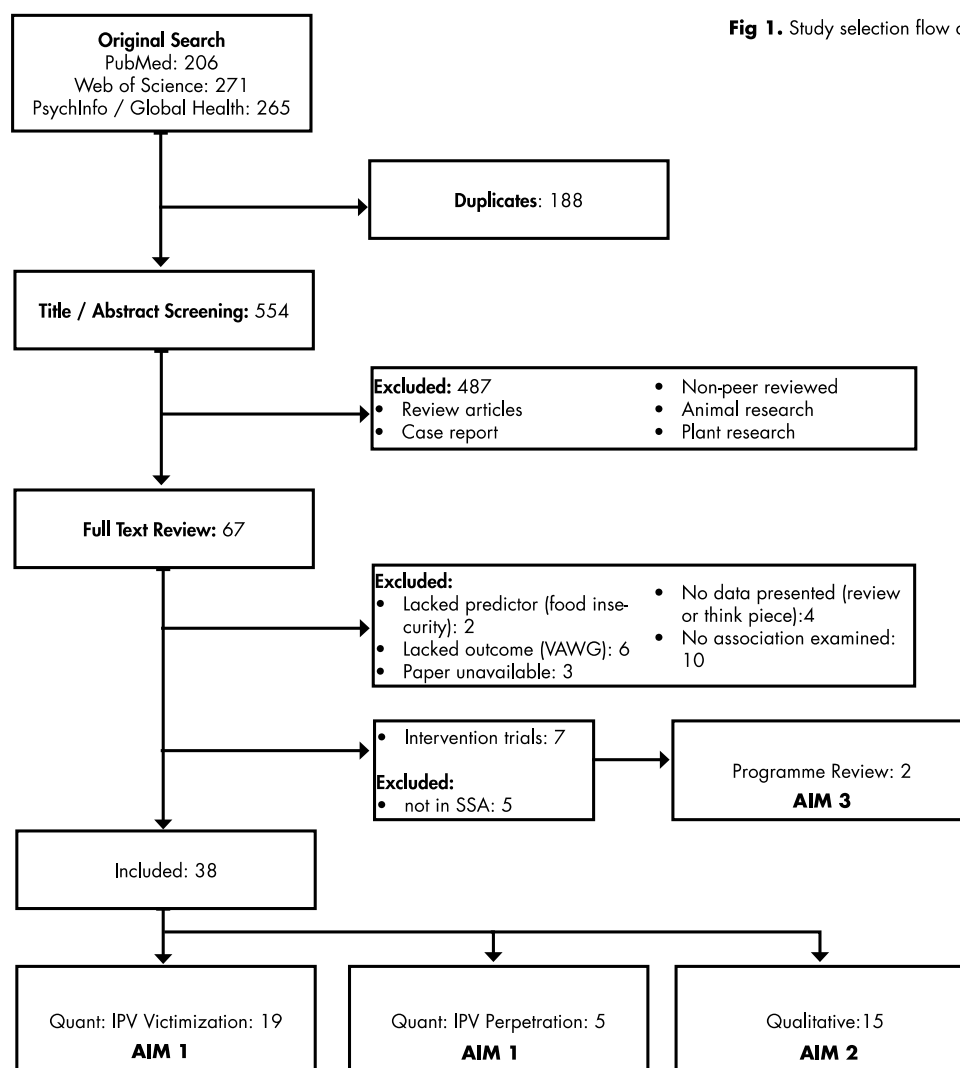 Fig 1. Study selection flow
Original Search
PubMed: 206
Web of Science: 271
PsychInfo / Global Health: 265
Duplicates: 188
Title / Abstract Screening: 554
Excluded: 487
• Review articles
• Case report
• Non-peer reviewed
• Animal research
• Plant research
Full Text Review: 67
Excluded:
• Lacked predictor (food inse-
curity): 2
• Lacked outcome (VAWG): 6
• Paper unavailable: 3
• No data presented (review
or think piece):4
• No association examined:
10
• Intervention trials: 7
Excluded:
• not in SSA: 5
Programme Review: 2
AIM 3
Included: 38
Quant: IPV Victimization: 19
AIM 1
Quant: IPV Perpetration: 5
AIM 1
Qualitative:15
AIM 2